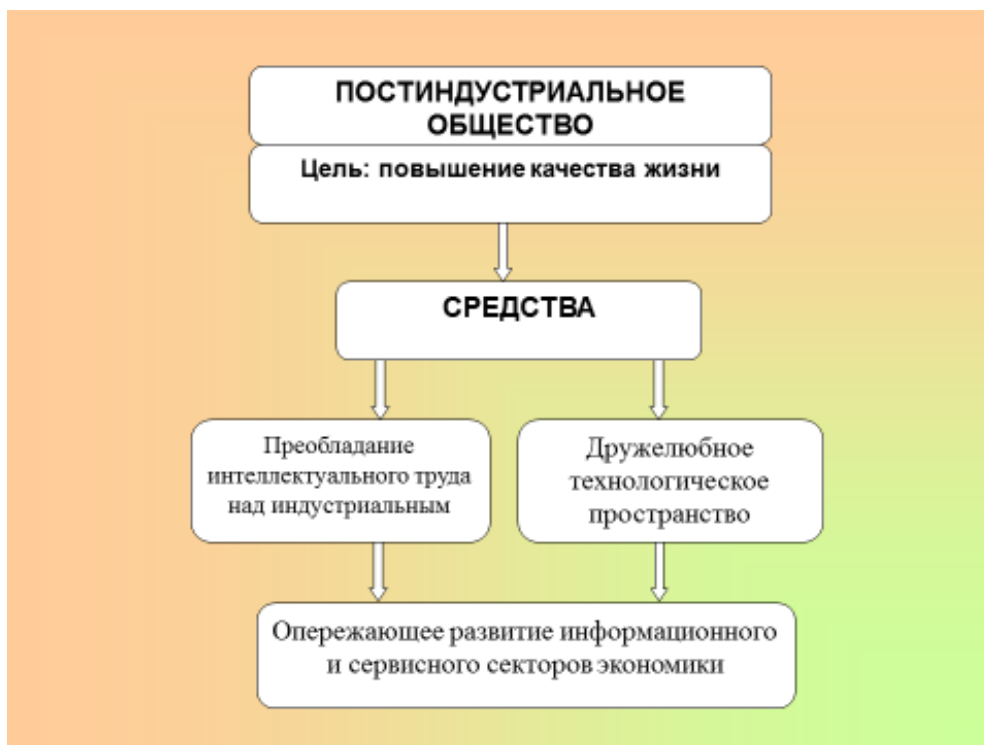 ПОСТИНДУСТРИАЛЬНОЕ
ОБЩЕСТВО
Цель: повышение качества жизни
СРЕДСТВА
Преобладание
интеллектуального труда
над индустриальным
Дружелюбное
технологическое
пространство
Опережающее развитие информационного
и сервисного секторов экономики